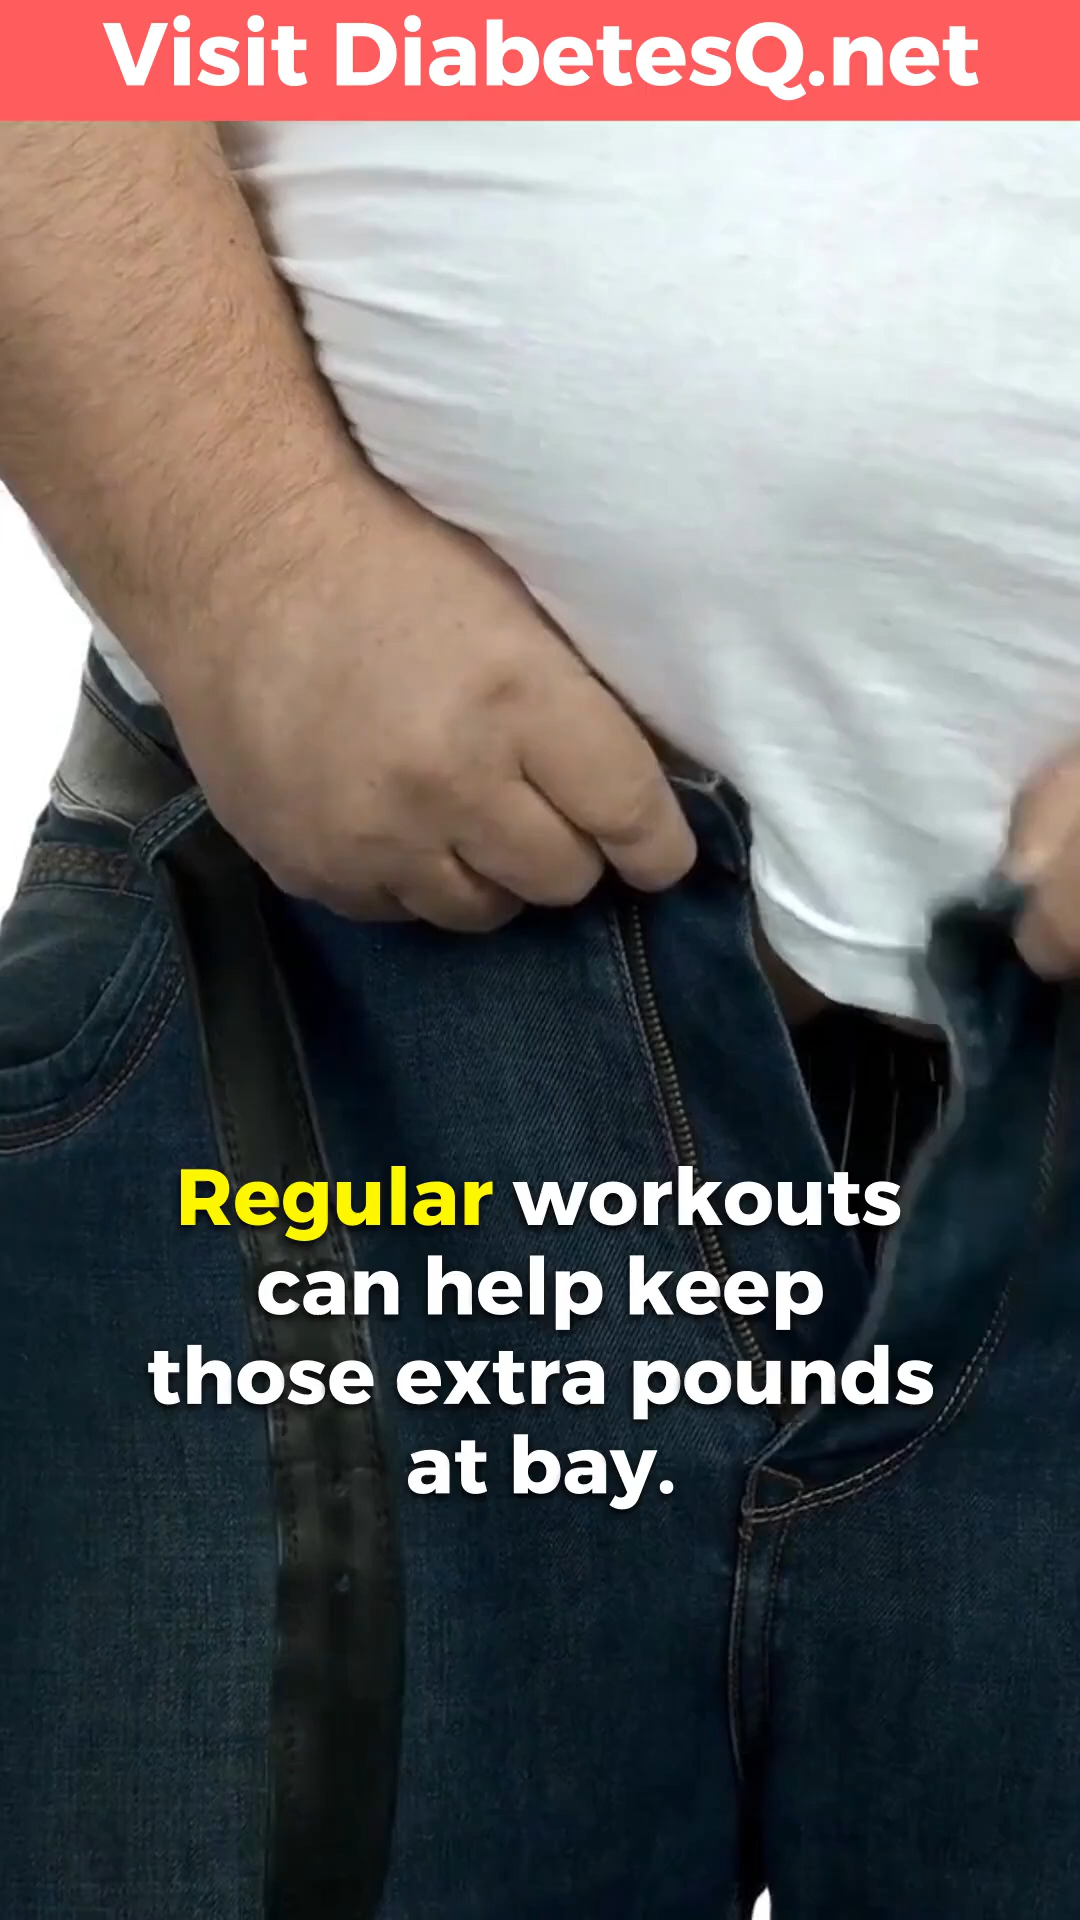 Visit DiabetesQ.net
Regular workouts
can help keep
those extra pounds
at bay.